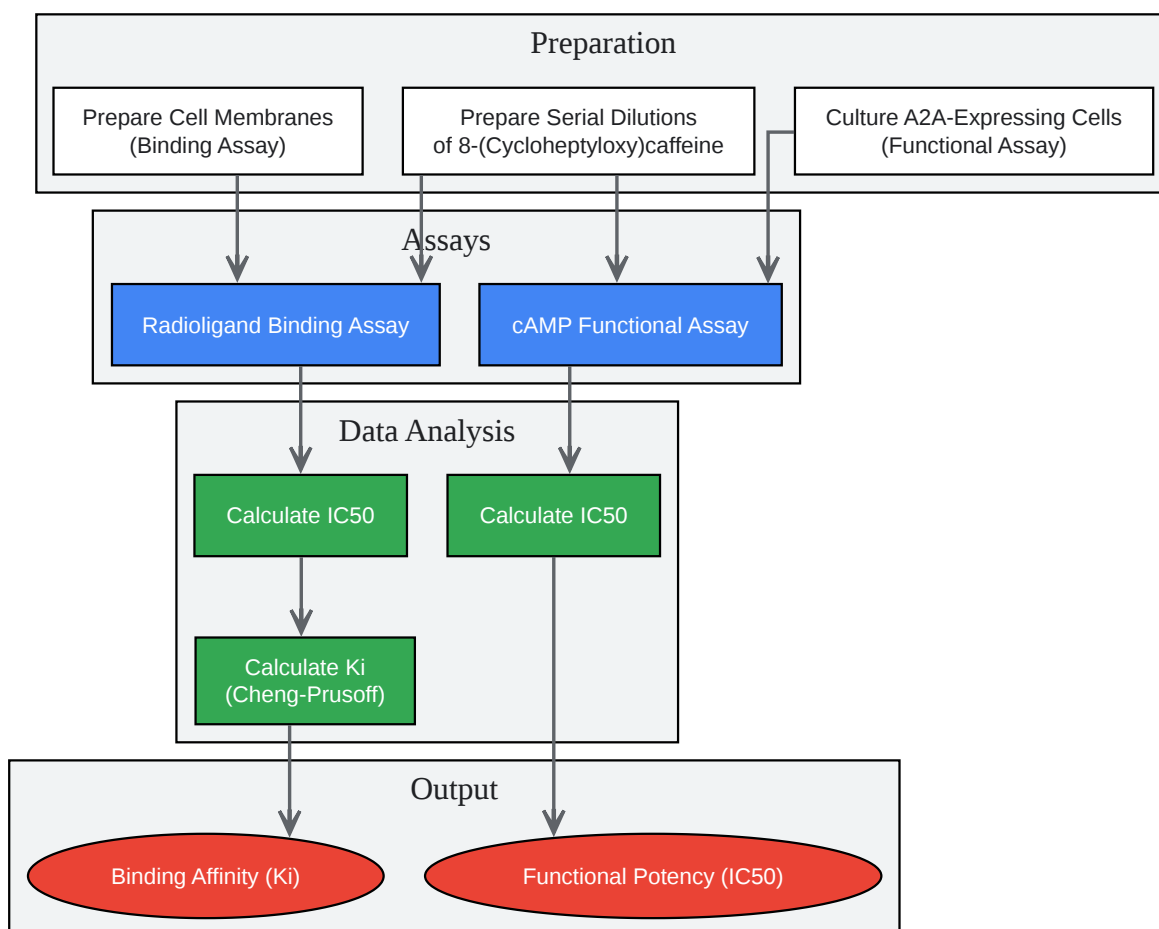 Preparation
Prepare Cell Membranes
(Binding Assay)
Prepare Serial Dilutions
of 8-(Cycloheptyloxy)caffeine
Culture A2A-Expressing Cells
(Functional Assay)
Assays
Radioligand Binding Assay
cAMP Functional Assay
Data Analysis
Calculate IC50
Calculate IC50
Calculate Ki
(Cheng-Prusoff)
Output
Binding Affinity (Ki)
Functional Potency (IC50)